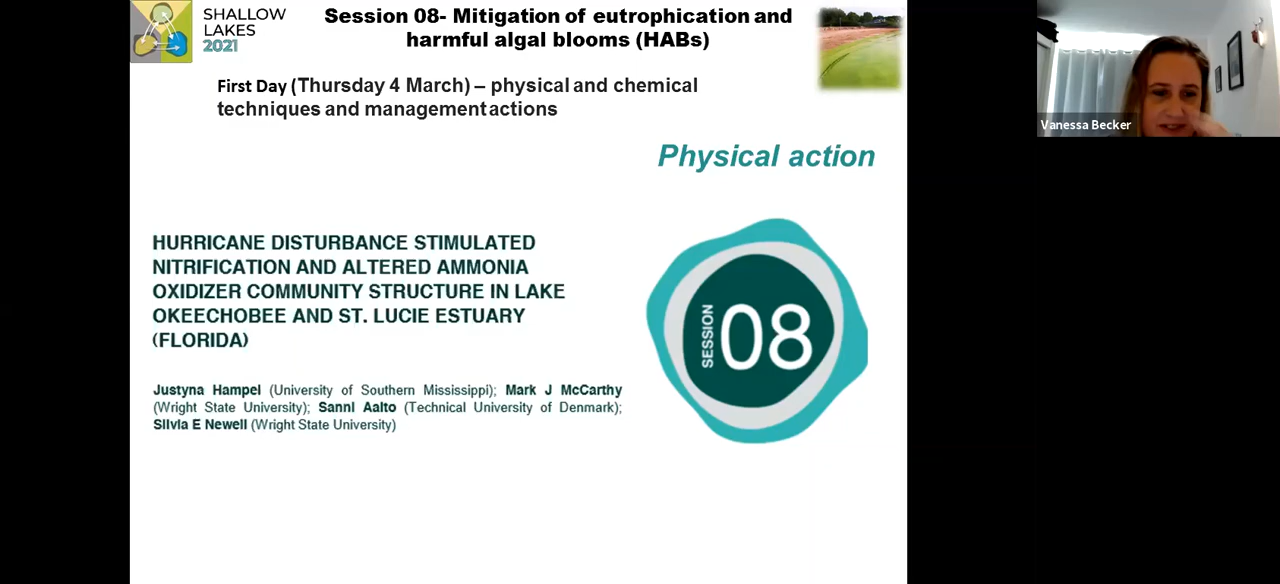 SHALLOW
LAKES
2021
Session 08- Mitigation of eutrophication and
harmful algal blooms (HABs)
First Day (Thursday 4 March) – physical and chemical
techniques and management actions
Physical action
HURRICANE DISTURBANCE STIMULATED
NITRIFICATION AND ALTERED AMMONIA
OXIDIZER COMMUNITY STRUCTURE IN LAKE
OKEECHOBEE AND ST. LUCIE ESTUARY
(FLORIDA)
Justyna Hampel (University of Southern Mississippi); Mark J McCarthy
(Wright State University); Sanni Aalto (Technical University of Denmark);
Silvia E Newell (Wright State University)
SESSION 08
Vanessa Becker